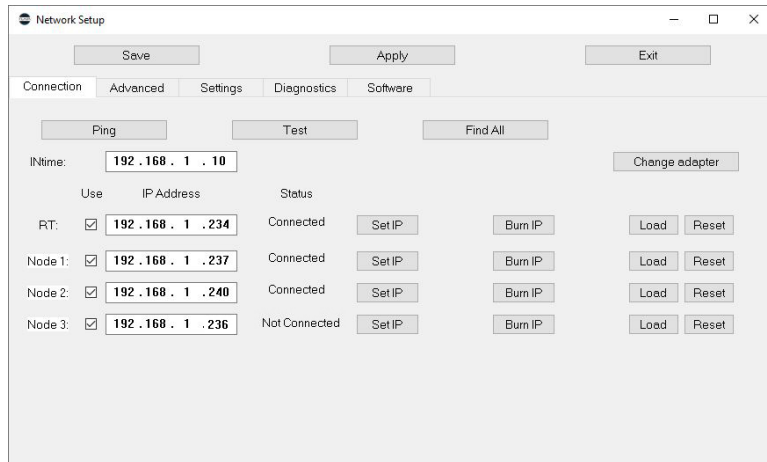 Network Setup
Save Apply Exit
Connection Advanced Settings Diagnostics Software
Ping Test Find All
INtime: 192 . 168 . 1 . 10 Change adapter
Use IP Address Status
RT: 192 . 168 . 1 . 234 Connected Set IP Burn IP Load Reset
Node 1: 192 . 168 . 1 . 237 Connected Set IP Burn IP Load Reset
Node 2: 192 . 168 . 1 . 240 Connected Set IP Burn IP Load Reset
Node 3: 192 . 168 . 1 . 236 Not Connected Set IP Burn IP Load Reset